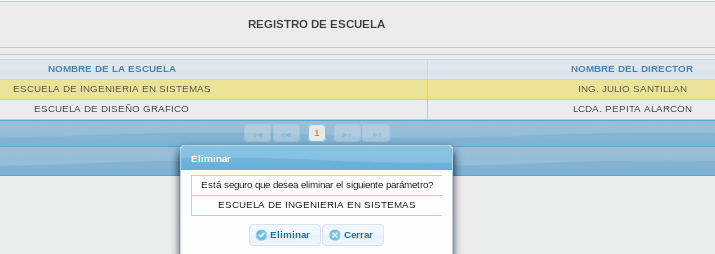 REGISTRO DE ESCUELA
NOMBRE DE LA ESCUELA NOMBRE DEL DIRECTOR
ESCUELA DE INGENIERIA EN SISTEMAS ING. JULIO SANTILLAN
ESCUELA DE DISEÑO GRAFICO LCDA. PEPITA ALARCON
1
Eliminar
Está seguro que desea eliminar el siguiente parámetro?
ESCUELA DE INGENIERIA EN SISTEMAS
Eliminar Cerrar